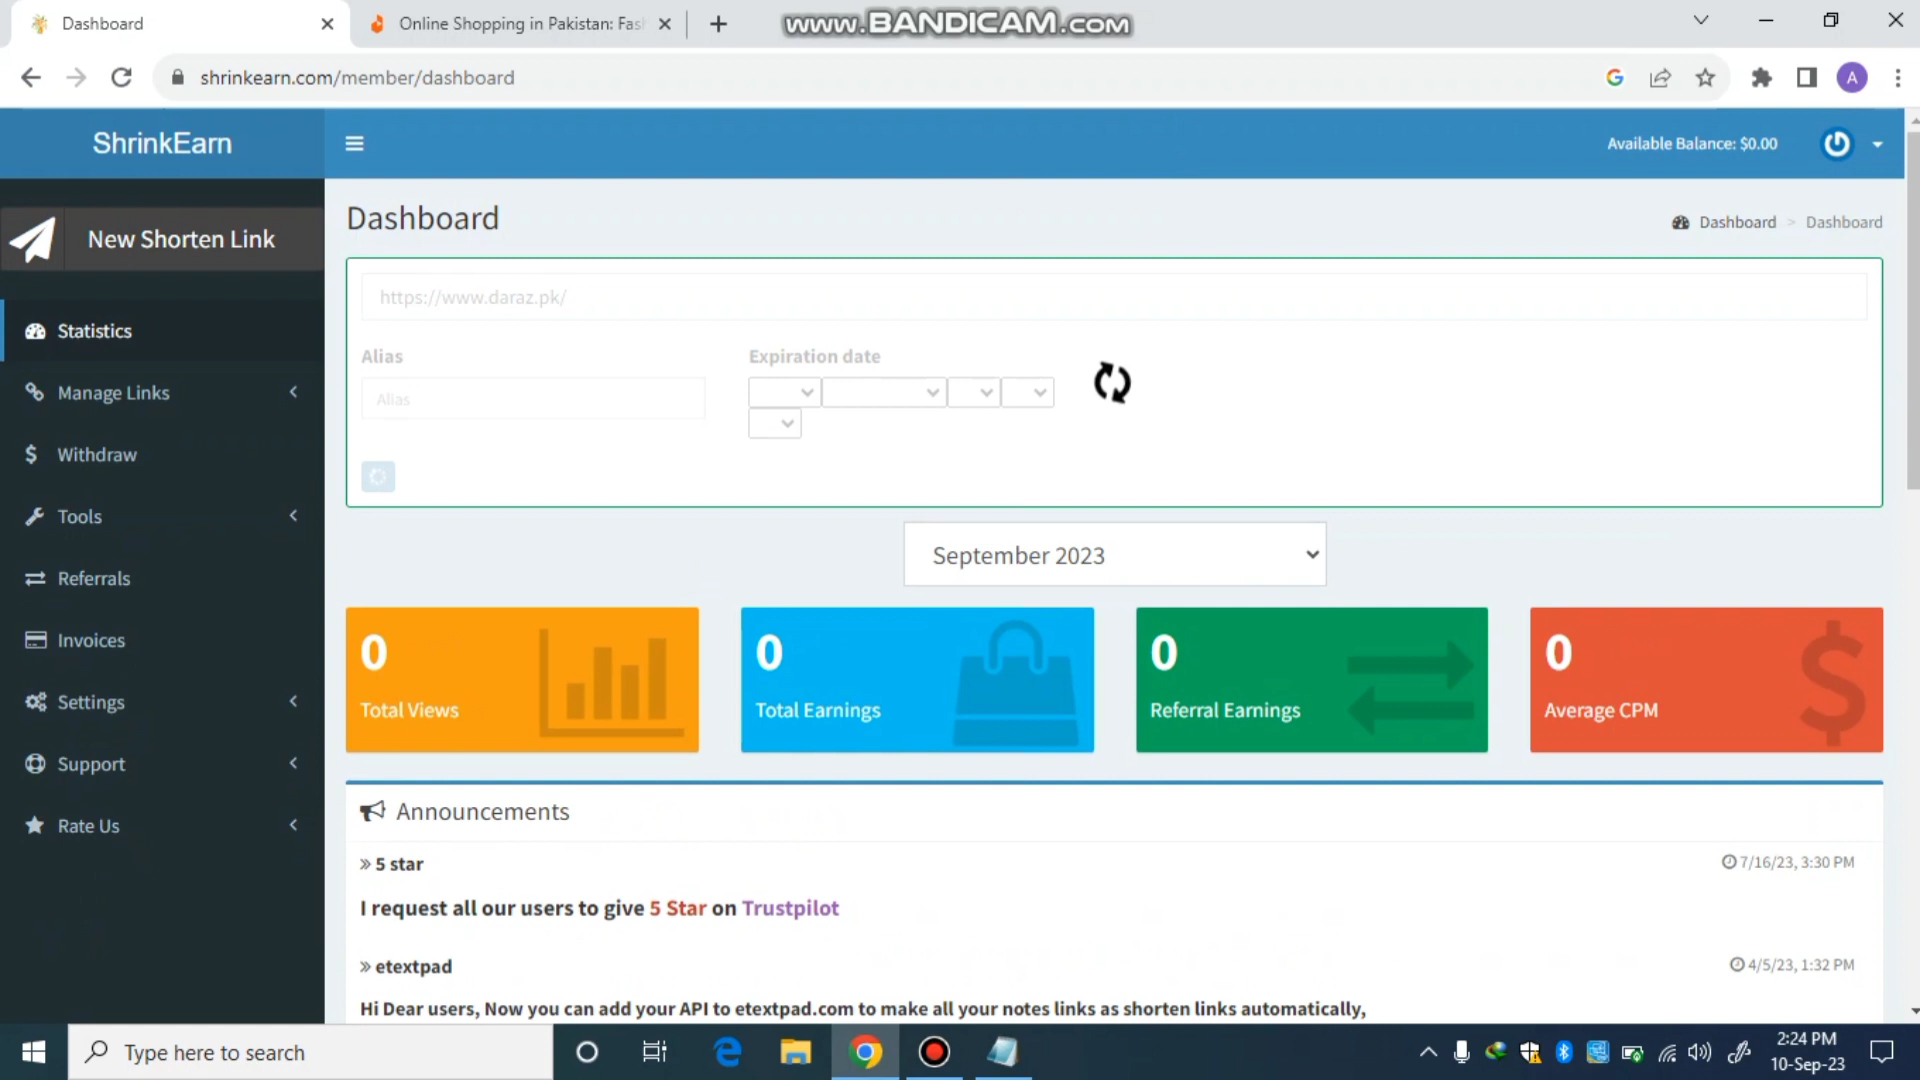 Dashboard
Online Shopping in Pakistan: Fas
www.BANDICAM.com
shrinkearn.com/member/dashboard
A
ShrinkEarn
Available Balance: $0.00
New Shorten Link
Dashboard
Dashboard > Dashboard
https://www.daraz.pk/
Statistics
Alias
Expiration date
Manage Links
Alias
Withdraw
Tools
September 2023
Referrals
Invoices
0
0
0
0
Settings
Total Views
Total Earnings
Referral Earnings
Average CPM
Support
Announcements
Rate Us
» 5 star
7/16/23, 3:30 PM
I request all our users to give 5 Star on Trustpilot
» etextpad
4/5/23, 1:32 PM
Hi Dear users, Now you can add your API to etextpad.com to make all your notes links as shorten links automatically,
Type here to search
2:24 PM
10-Sep-23